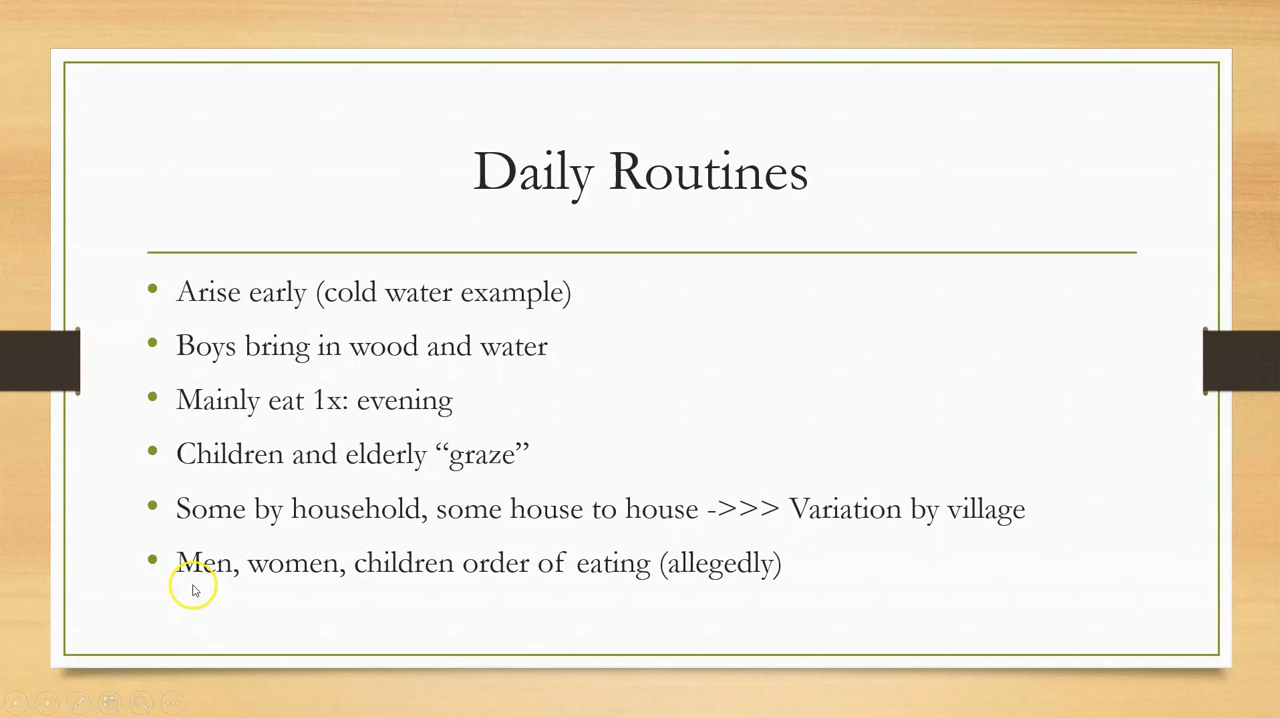 Daily Routines
• Arise early (cold water example)
• Boys bring in wood and water
• Mainly eat 1x: evening
• Children and elderly “graze”
• Some by household, some house to house ->>> Variation by village
• Men, women, children order of eating (allegedly)